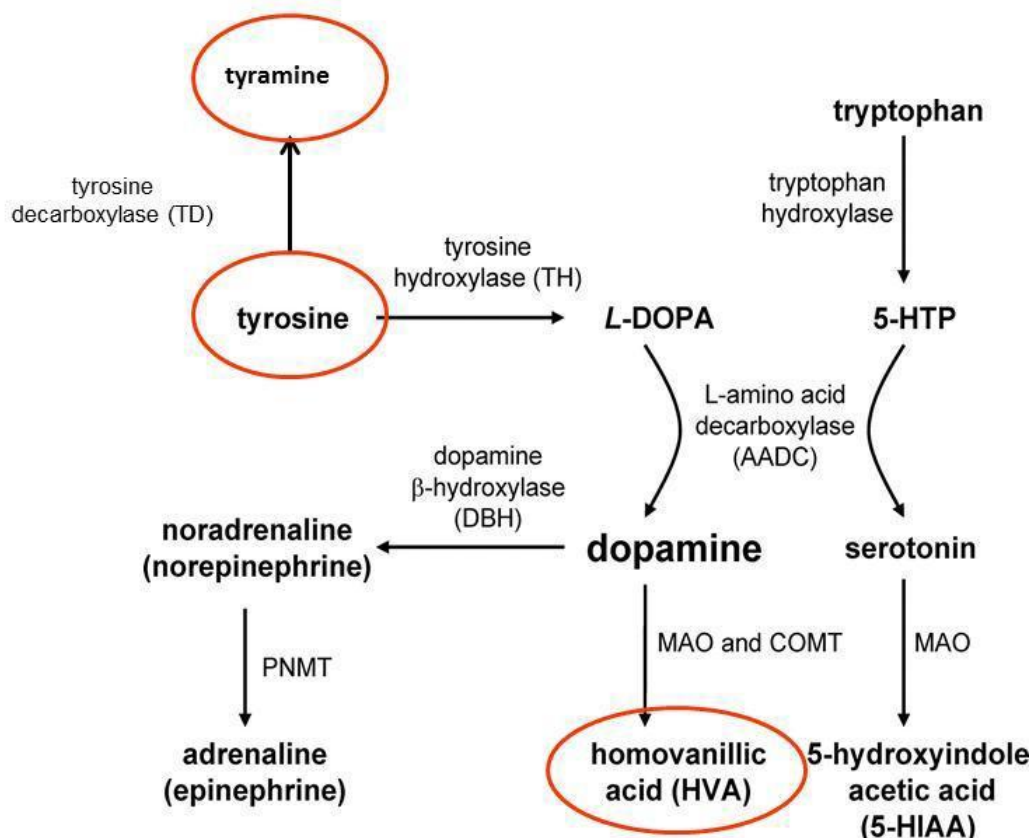 tyramine
tryptophan
tyrosine
decarboxylase (TD)
tryptophan
hydroxylase
tyrosine
hydroxylase (TH)
tyrosine
L-DOPA
5-HTP
L-amino acid
decarboxylase
(AADC)
dopamine
β-hydroxylase
(DBH)
noradrenaline
(norepinephrine)
dopamine
serotonin
PNMT
MAO and COMT
MAO
adrenaline
(epinephrine)
homovanillic
acid (HVA)
5-hydroxyindole
acetic acid
(5-HIAA)